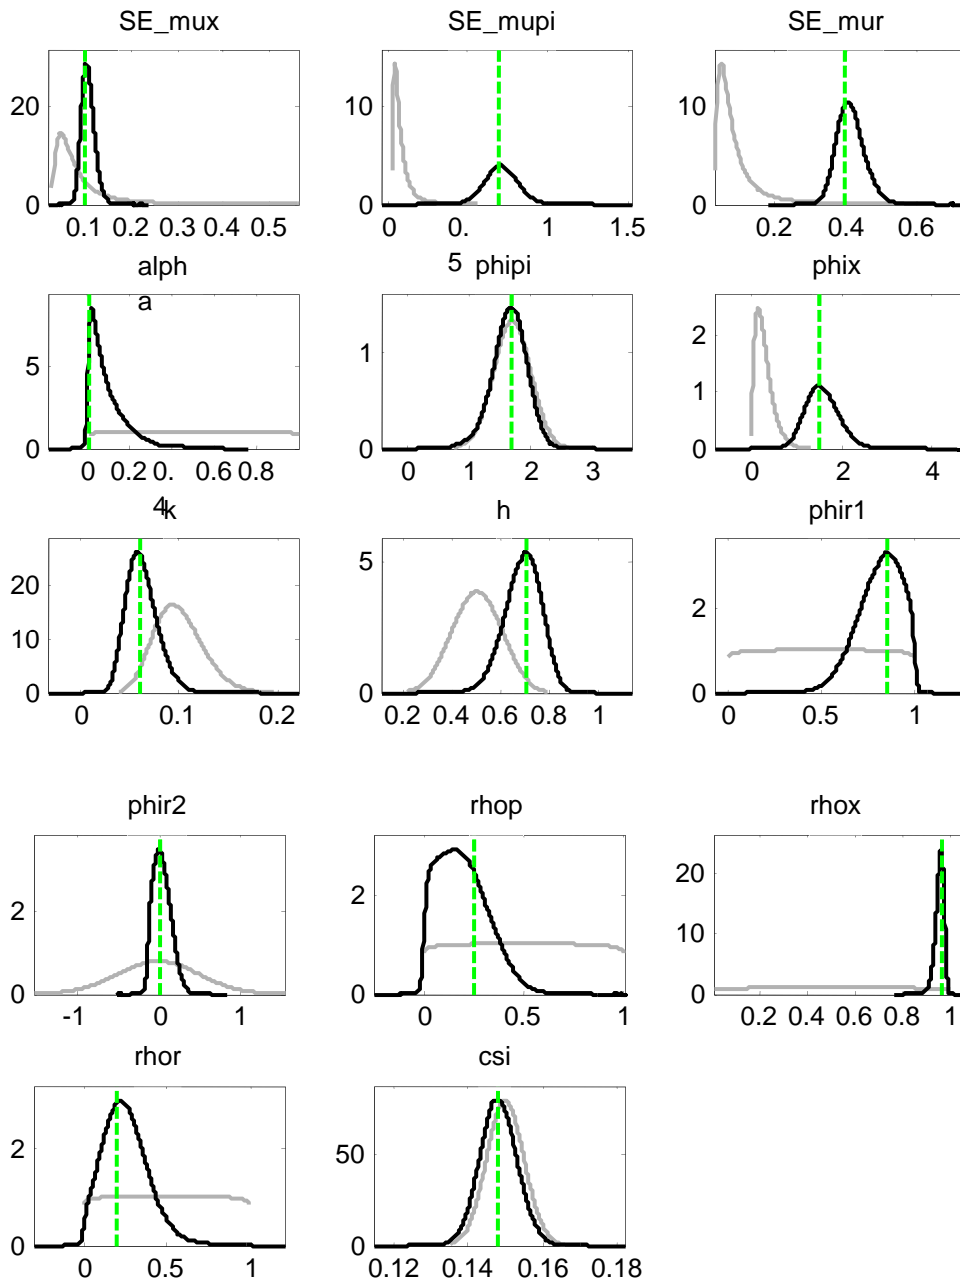 SE_mux SE_mupi SE_mur
20 10 10
0 0 0
0.1 0.2 0.3 0.4 0.5 0 0. 1 1.5 0.2 0.4 0.6
alph 5 phipi phix
a
5 1 2
1
0 0 0
0 0.2 0.6 0.8 0 1 2 3 0 2 4
4k h phir1
20 5 2
10
0 0 0
0 0.1 0.2 0.2 0.4 0.6 0.8 1 0 0.5 1
phir2 rhop rhox
2 2 20
10
0 0 0
-1 0 1 0 0.5 1 0.2 0.4 0.6 0.8 1
rhor csi
2 50
0 0
0 0.5 1 0.12 0.14 0.16 0.18